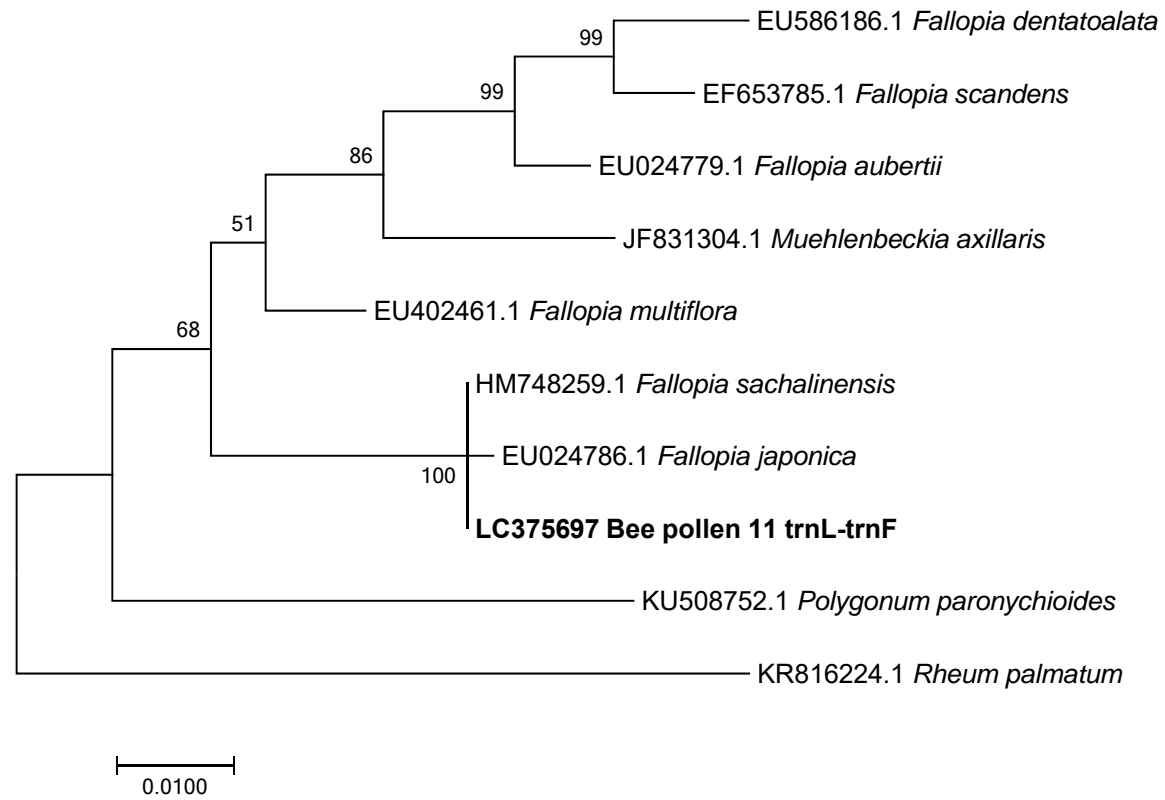 EU586186.1 Fallopia dentatoalata
99
EF653785.1 Fallopia scandens
99
EU024779.1 Fallopia aubertii
86
JF831304.1 Muehlenbeckia axillaris
51
EU402461.1 Fallopia multiflora
68
HM748259.1 Fallopia sachalinensis
EU024786.1 Fallopia japonica
100
LC375697 Bee pollen 11 trnL-trnF
KU508752.1 Polygonum paronychioides
KR816224.1 Rheum palmatum
0.0100